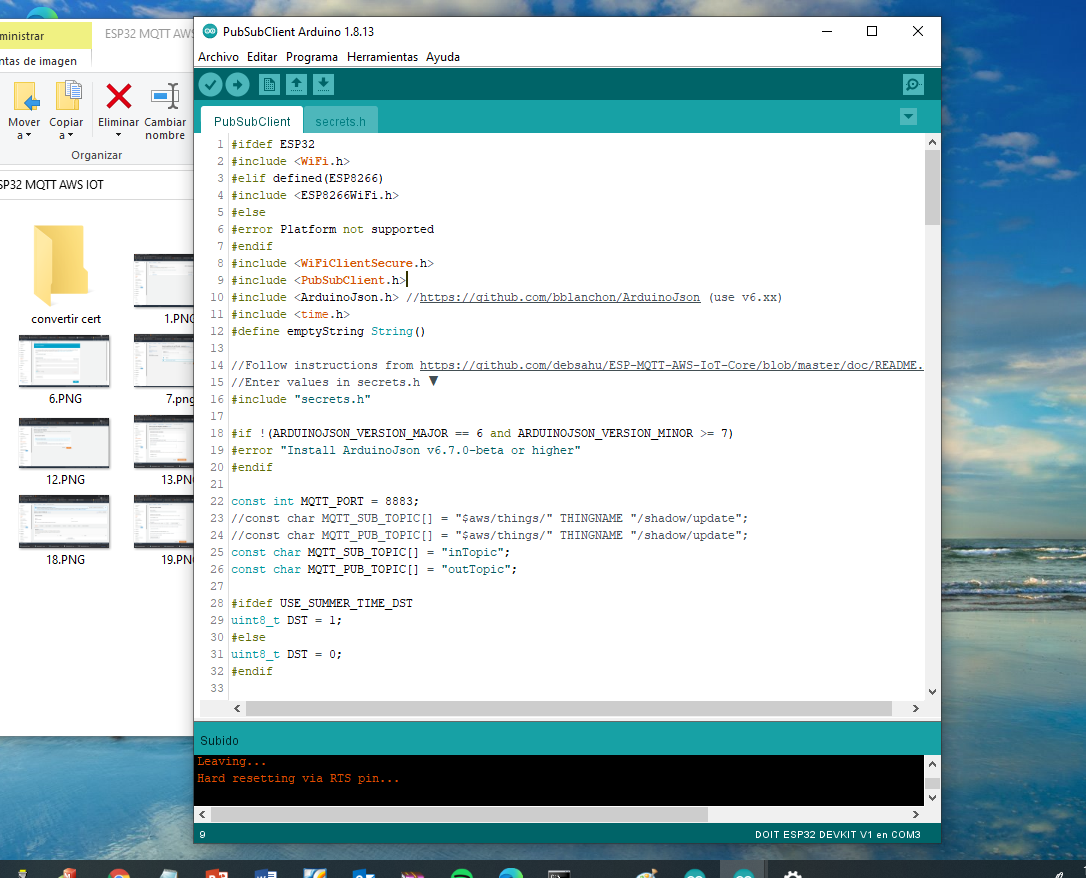 ministrar
ESP32 MQTT AWS
ntas de imagen
Mover a
Copiar a
Eliminar
Cambiar nombre
Organizar
SP32 MQTT AWS IOT
convertir cert
1.PNG
6.PNG
7.png
12.PNG
13.PN
18.PNG
19.PN
PubSubClient Arduino 1.8.13
Archivo Editar Programa Herramientas Ayuda
PubSubClient secrets.h
1 #ifdef ESP32
2 #include <WiFi.h>
3 #elif defined(ESP8266)
4 #include <ESP8266WiFi.h>
5 #else
6 #error Platform not supported
7 #endif
8 #include <WiFiClientSecure.h>
9 #include <PubSubClient.h>
10 #include <ArduinoJson.h> //https://github.com/bblanchon/ArduinoJson (use v6.xx)
11 #include <time.h>
12 #define emptyString String()
13
14 //Follow instructions from https://github.com/debsahu/ESP-MQTT-AWS-IoT-Core/blob/master/doc/README.
15 //Enter values in secrets.h ▼
16 #include "secrets.h"
17
18 #if !(ARDUINOJSON_VERSION_MAJOR == 6 and ARDUINOJSON_VERSION_MINOR >= 7)
19 #error "Install ArduinoJson v6.7.0-beta or higher"
20 #endif
21
22 const int MQTT_PORT = 8883;
23 //const char MQTT_SUB_TOPIC[] = "$aws/things/" THINGNAME "/shadow/update";
24 //const char MQTT_PUB_TOPIC[] = "$aws/things/" THINGNAME "/shadow/update";
25 const char MQTT_SUB_TOPIC[] = "inTopic";
26 const char MQTT_PUB_TOPIC[] = "outTopic";
27
28 #ifdef USE_SUMMER_TIME_DST
29 uint8_t DST = 1;
30 #else
31 uint8_t DST = 0;
32 #endif
33
Subido
Leaving...
Hard resetting via RTS pin...
9
DOIT ESP32 DEVKIT V1 en COM3